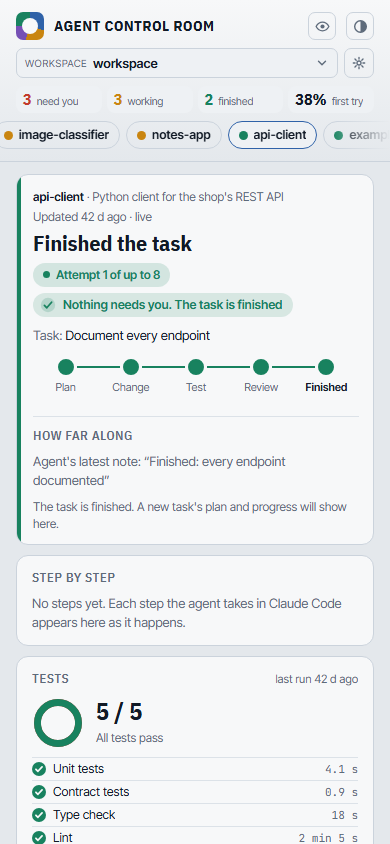 AGENT CONTROL ROOM
WORKSPACE workspace
3 need you 3 working 2 finished 38% first try
image-classifier notes-app api-client
api-client · Python client for the shop's REST API
Updated 42 d ago · live
Finished the task
Attempt 1 of up to 8
Nothing needs you. The task is finished
Task: Document every endpoint
Plan Change Test Review Finished
HOW FAR ALONG
Agent's latest note: “Finished: every endpoint
documented”
The task is finished. A new task's plan and progress will show
here.
STEP BY STEP
No steps yet. Each step the agent takes in Claude Code
appears here as it happens.
TESTS last run 42 d ago
5 / 5
All tests pass
Unit tests 4.1 s
Contract tests 0.9 s
Type check 18 s
Lint 2 min 5 s